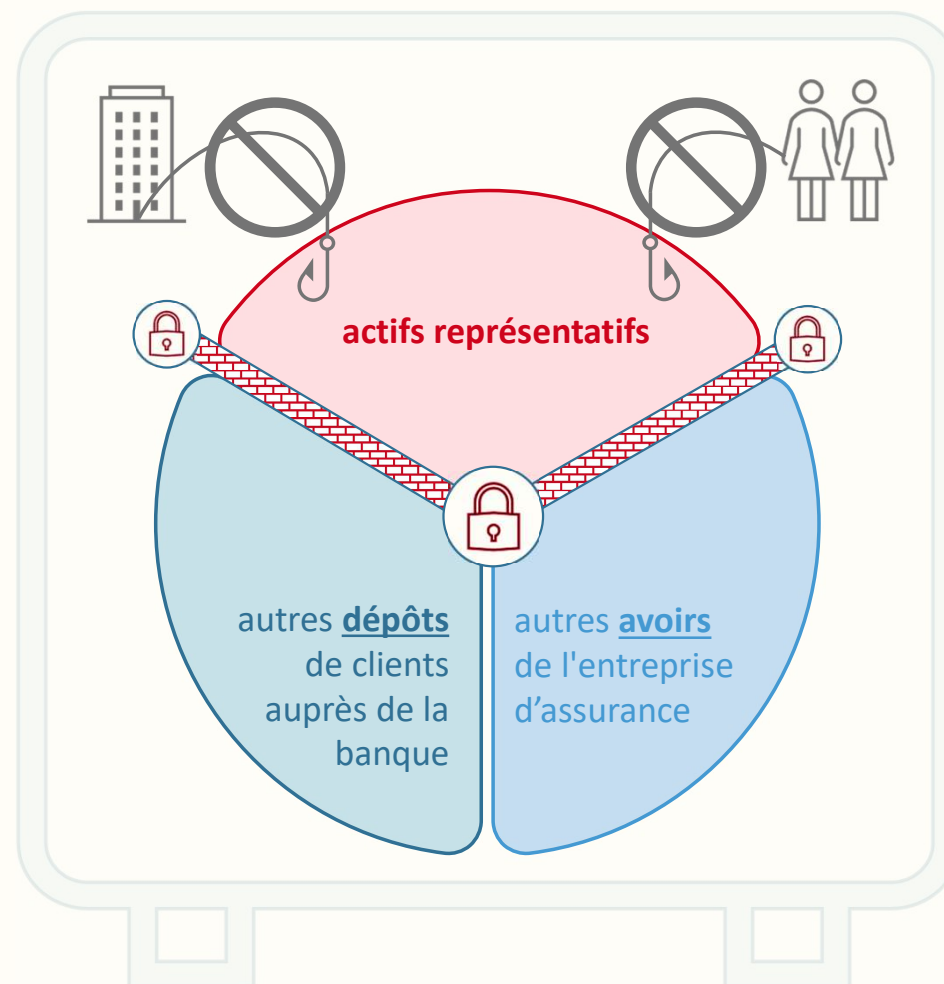 actifs représentatifs
autres dépôts
de clients
auprès de la
banque
autres avoirs
de l'entreprise
d’assurance